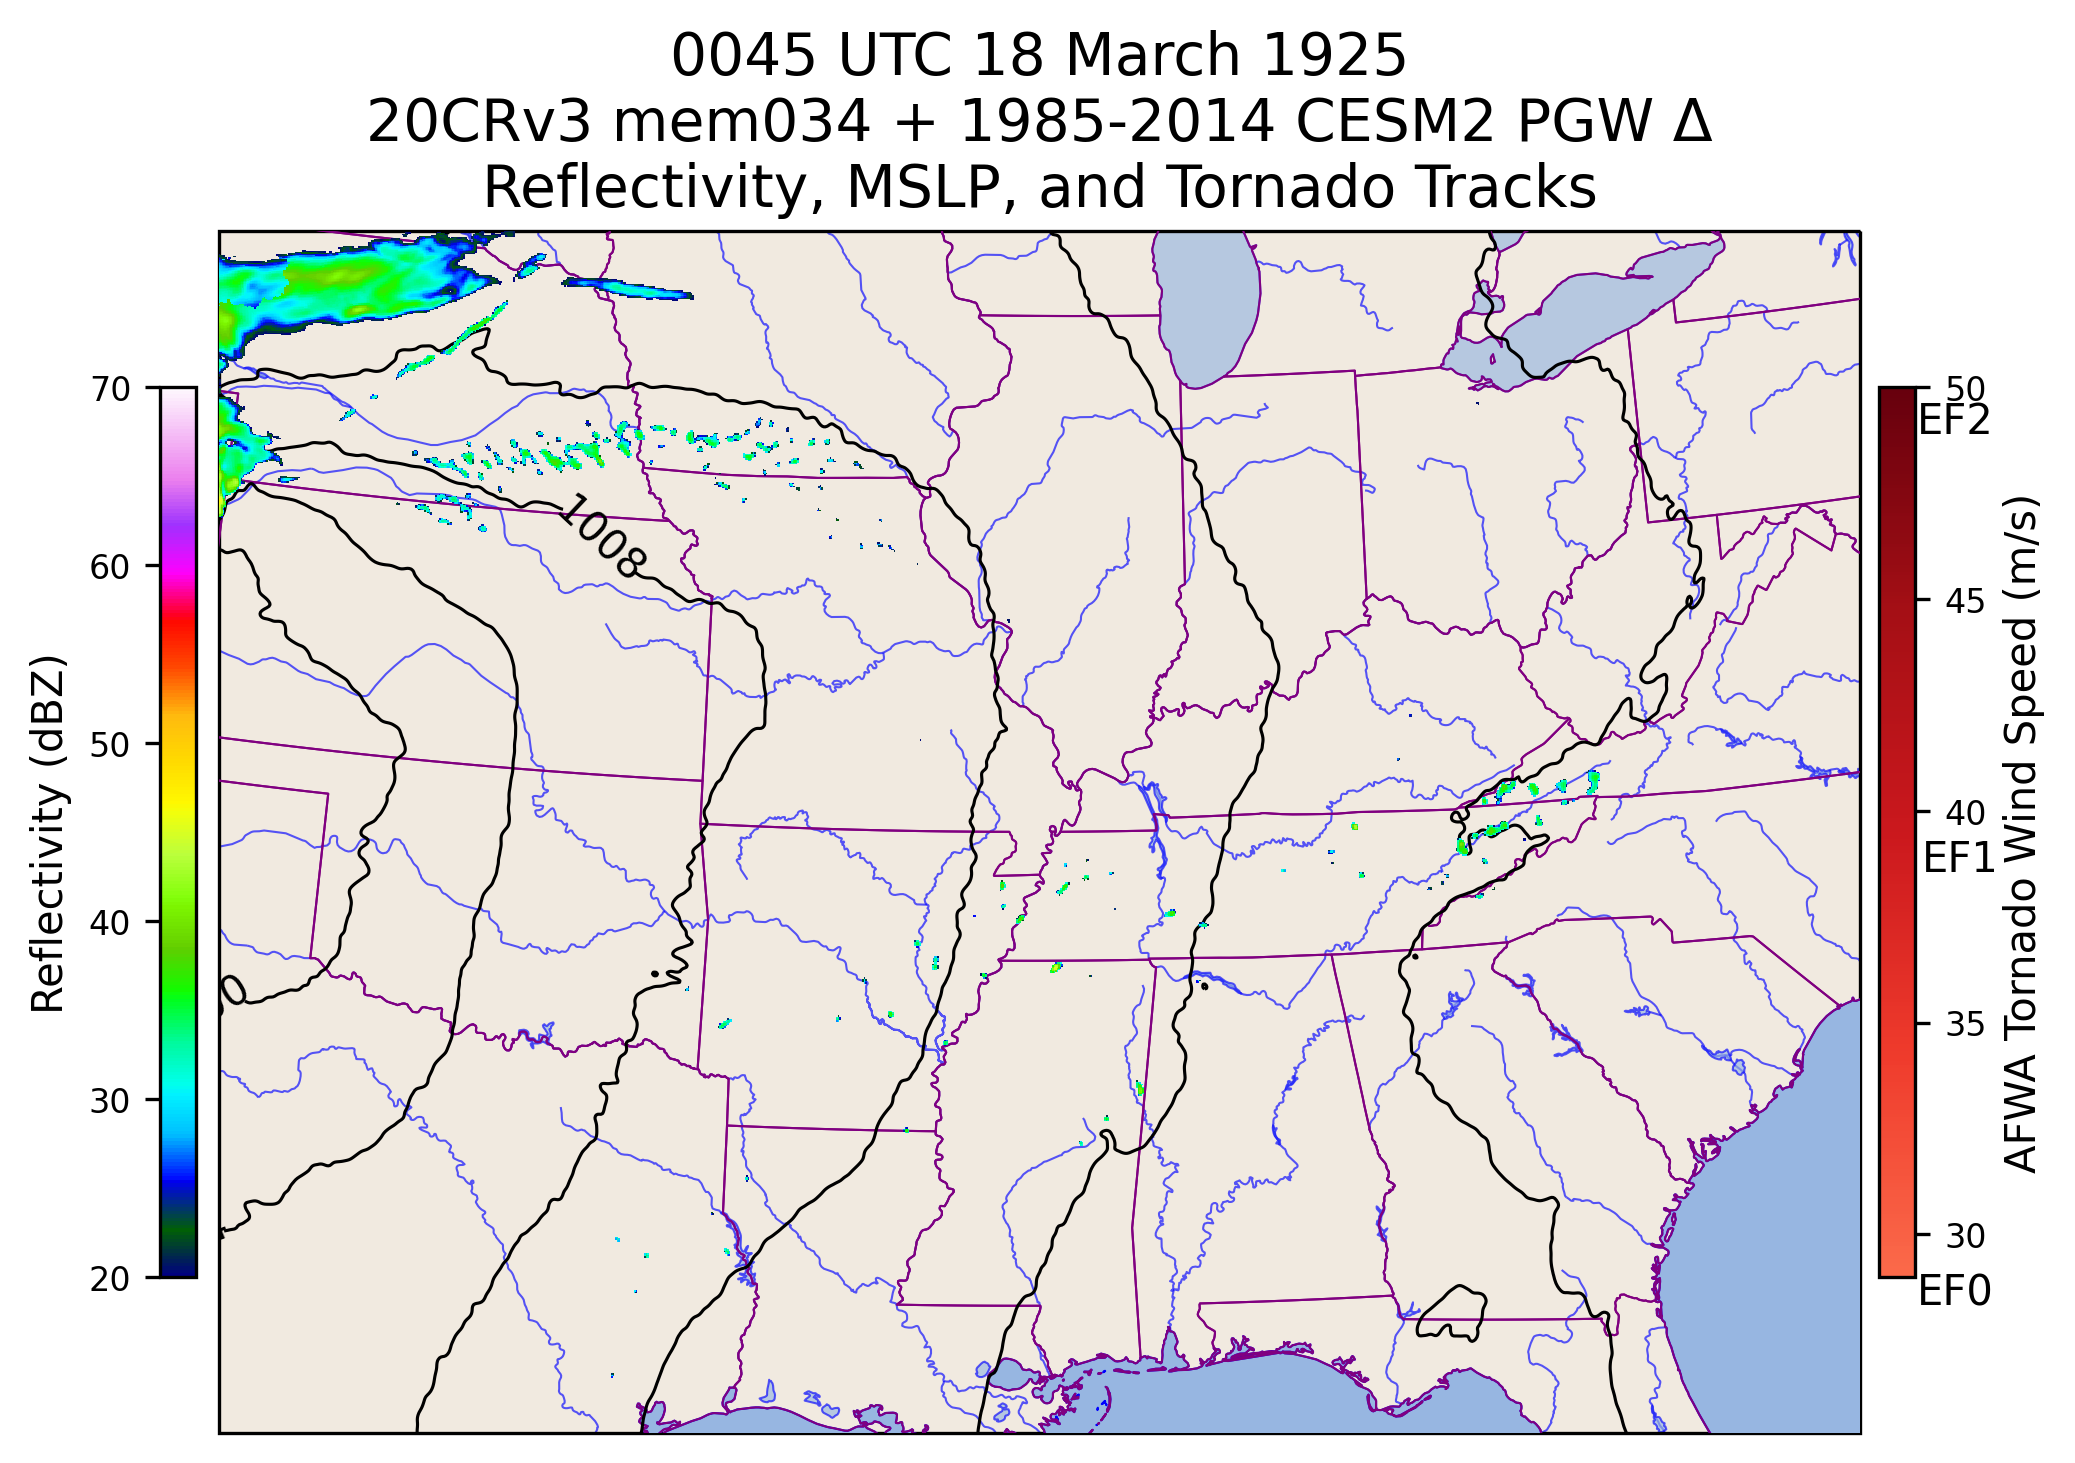 0045 UTC 18 March 1925
20CRv3 mem034 + 1985-2014 CESM2 PGW Δ
Reflectivity, MSLP, and Tornado Tracks
70
60
50
40
30
20
Reflectivity (dBZ)
1008
0
50
EF2
45
40
EF1
35
30
EF0
AFWA Tornado Wind Speed (m/s)